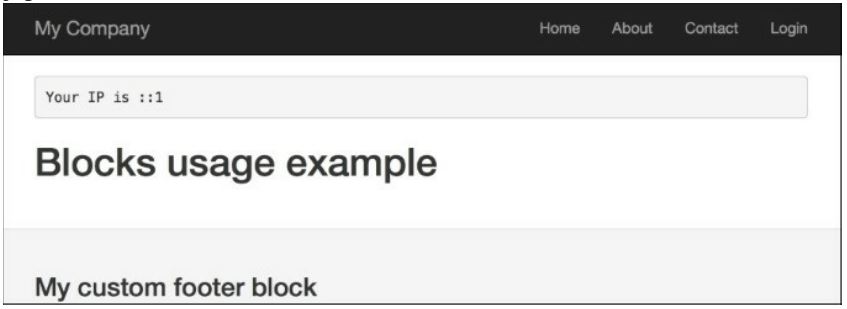 My Company Home About Contact Login
Your IP is ::1
Blocks usage example
My custom footer block